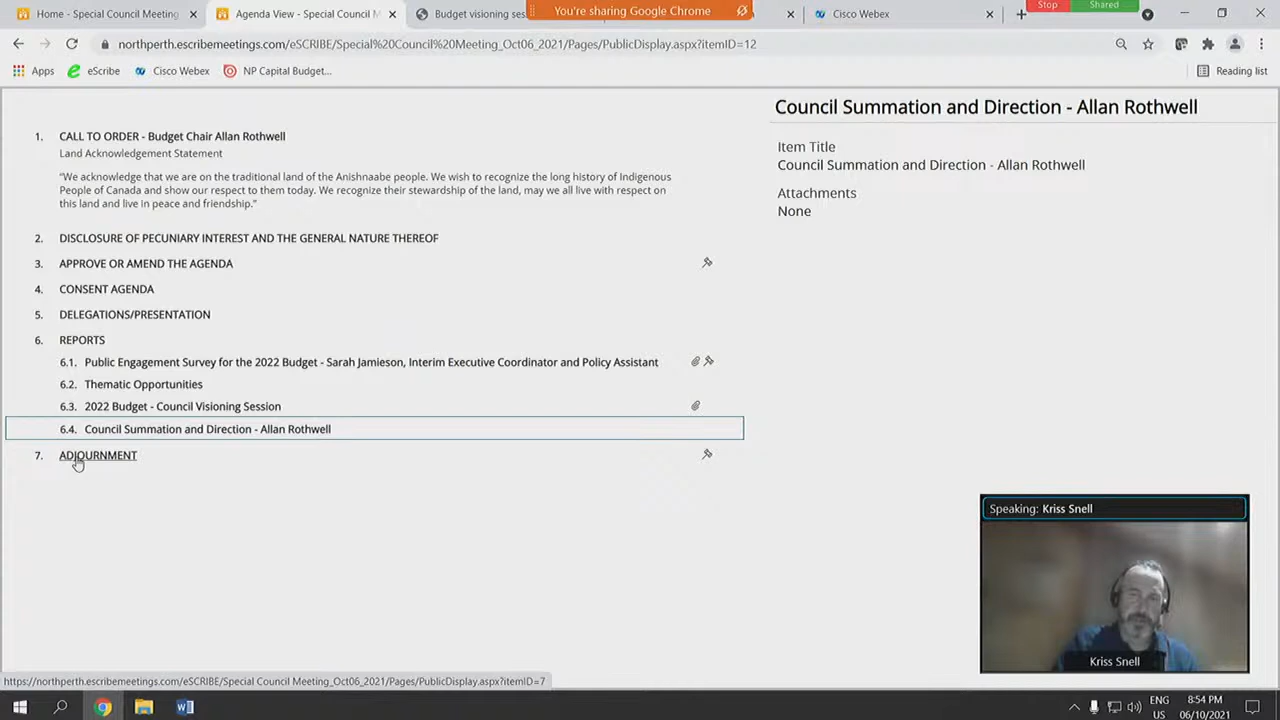 Home - Special Council Meeting
Agenda View - Special Council M
Budget visioning ses
You're sharing Google Chrome
Cisco Webex
Stop
Shared
northperth.escribemeetings.com/eSCRIBE/Special%20Council%20Meeting_Oct06_2021/Pages/PublicDisplay.aspx?itemID=12
Apps
eScribe
Cisco Webex
NP Capital Budget...
Reading list
Council Summation and Direction - Allan Rothwell
1. CALL TO ORDER - Budget Chair Allan Rothwell
Land Acknowledgement Statement
Item Title
Council Summation and Direction - Allan Rothwell
“We acknowledge that we are on the traditional land of the Anishnaabe people. We wish to recognize the long history of Indigenous
People of Canada and show our respect to them today. We recognize their stewardship of the land, may we all live with respect on
this land and live in peace and friendship.”
Attachments
None
2. DISCLOSURE OF PECUNIARY INTEREST AND THE GENERAL NATURE THEREOF
3. APPROVE OR AMEND THE AGENDA
4. CONSENT AGENDA
5. DELEGATIONS/PRESENTATION
6. REPORTS
6.1. Public Engagement Survey for the 2022 Budget - Sarah Jamieson, Interim Executive Coordinator and Policy Assistant
6.2. Thematic Opportunities
6.3. 2022 Budget - Council Visioning Session
6.4. Council Summation and Direction - Allan Rothwell
7. ADJOURNMENT
Speaking: Kriss Snell
Kriss Snell
https://northperth.escribemeetings.com/eSCRIBE/Special Council Meeting_Oct06_2021/Pages/PublicDisplay.aspx?itemID=7
ENG
US
8:54 PM
06/10/2021